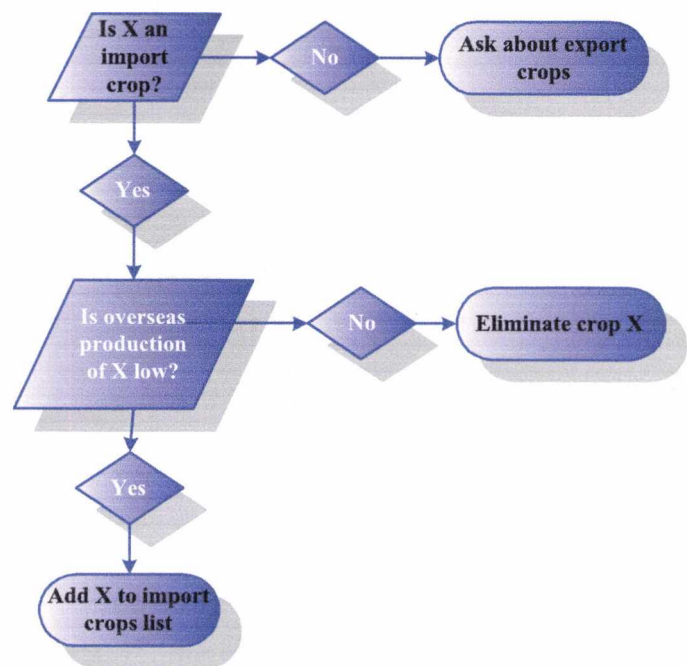 Is X an
import
crop?
No
Ask about export
crops
Yes
Is overseas
production
of X low?
No
Eliminate crop X
Yes
Add X to import
crops list